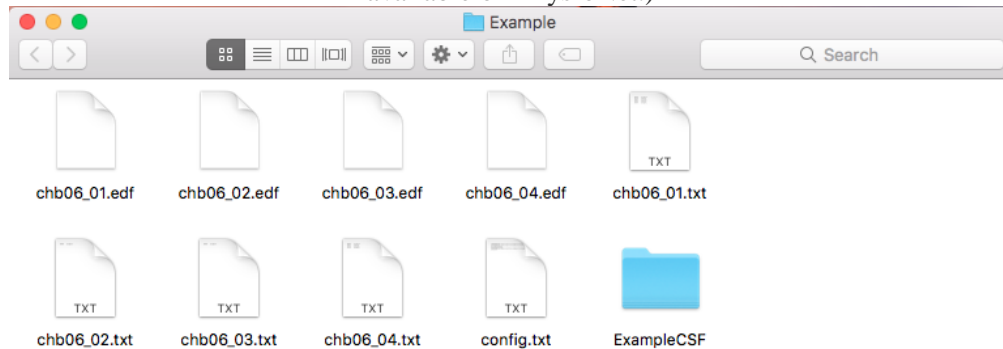 Example
Search
TXT
chb06_01.edf chb06_02.edf chb06_03.edf chb06_04.edf chb06_01.txt
TXT TXT TXT TXT
chb06_02.txt chb06_03.txt chb06_04.txt config.txt ExampleCSF